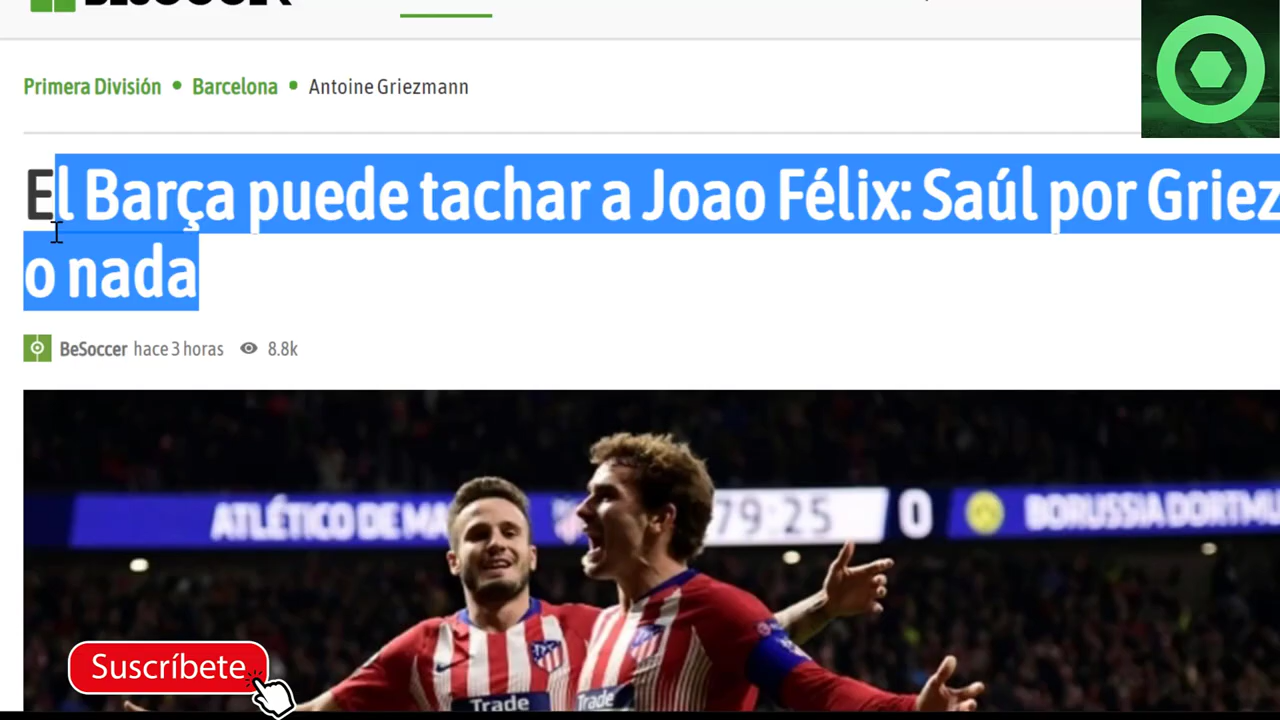 BESOCCER
Primera División • Barcelona • Antoine Griezmann
El Barça puede tachar a Joao Félix: Saúl por Griez
o nada
BeSoccer hace 3 horas 8.8k
ATLÉTICO DE MA 79:25 0 BORUSSIA DORTMU
Trade Trade
Suscríbete